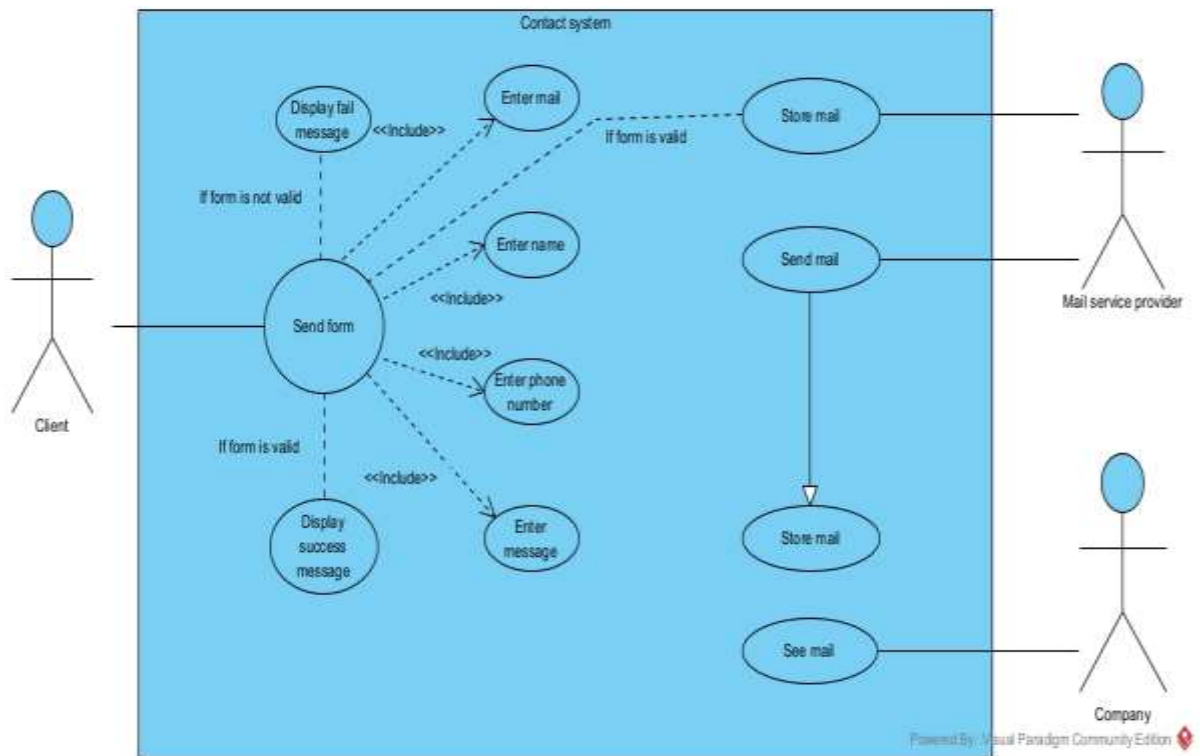 Contact system
Display fail
message
<<Include>>
Enter mail
Store mail
If form is valid
If form is not valid
Enter name
Send mail
<<Include>>
Mail service provider
Send form
<<Include>>
Enter phone
number
Client
If form is valid
<<Include>>
Display
success
message
Enter
message
Store mail
See mail
Company
Powered By: Visual Paradigm Community Edition